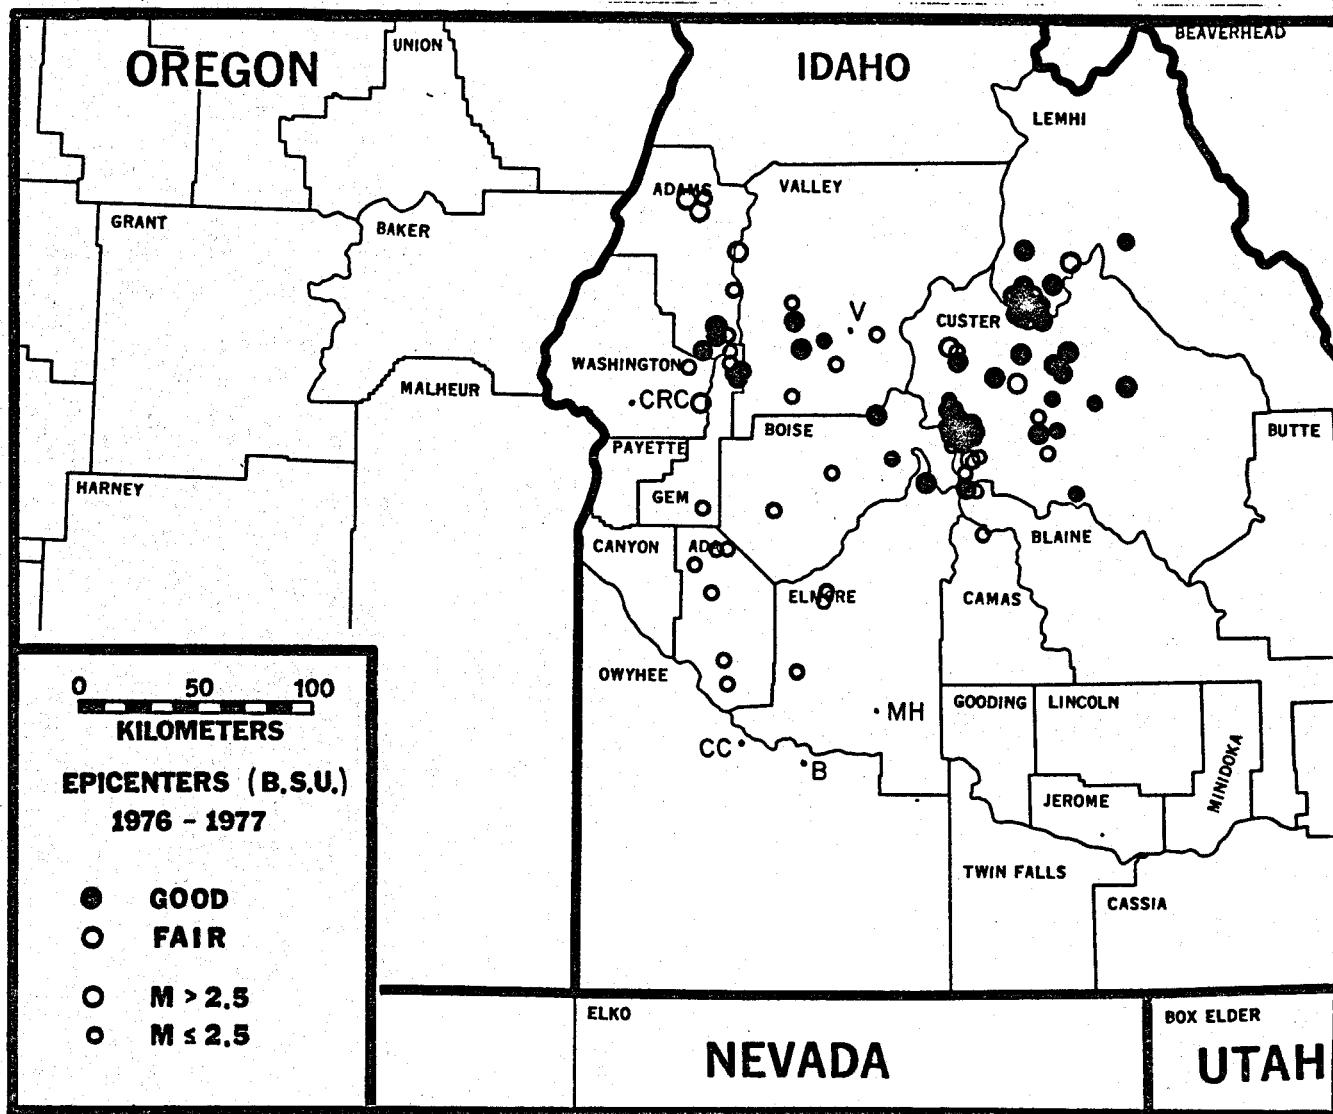 BEAVERHEAD
UNION
OREGON
IDAHO
LEMHI
ADAMS
VALLEY
GRANT
BAKER
V
CUSTER
WASHINGTON
MALHEUR
CRC
BOISE
BUTTE
PAYETTE
HARNEY
GEM
CANYON
ADA
BLAINE
ELMORE
CAMAS
OWYHEE
0 50 100
KILOMETERS
GOODING
LINCOLN
MH
CC
B
MINIDOKA
EPICENTERS (B.S.U.)
1976 - 1977
JEROME
TWIN FALLS
CASSIA
GOOD
FAIR
M > 2.5
M ≤ 2.5
ELKO
BOX ELDER
NEVADA
UTAH